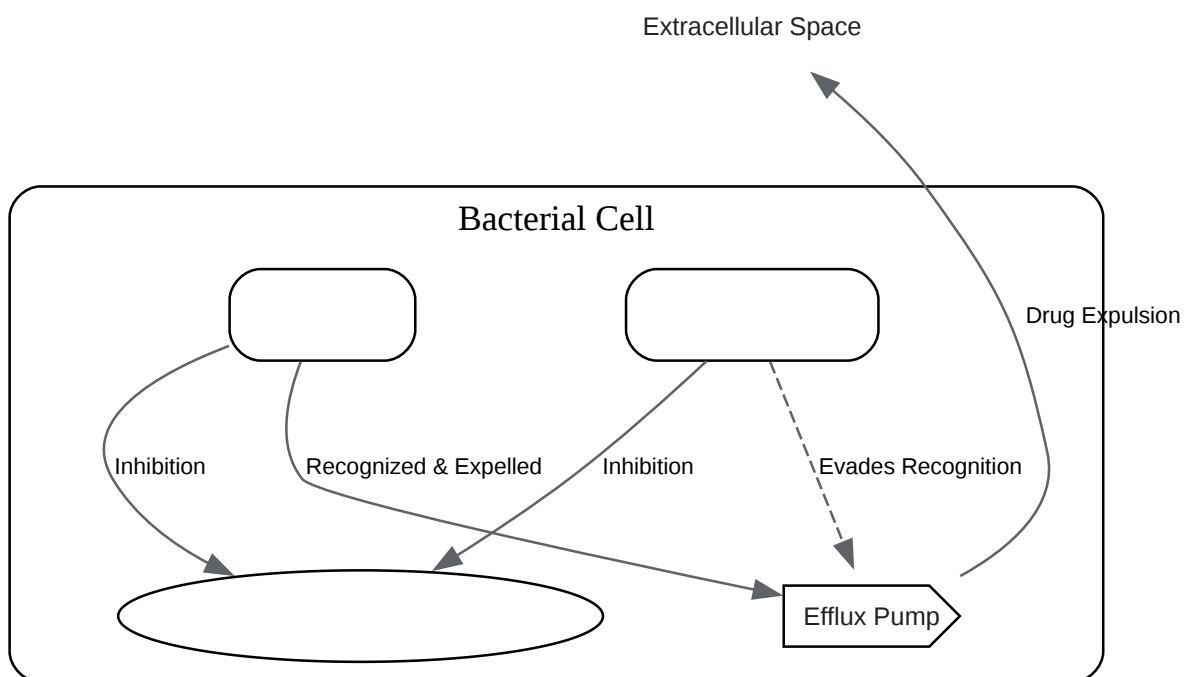 Extracellular Space
Bacterial Cell
Drug Expulsion
Inhibition
Recognized & Expelled
Inhibition
Evades Recognition
Efflux Pump